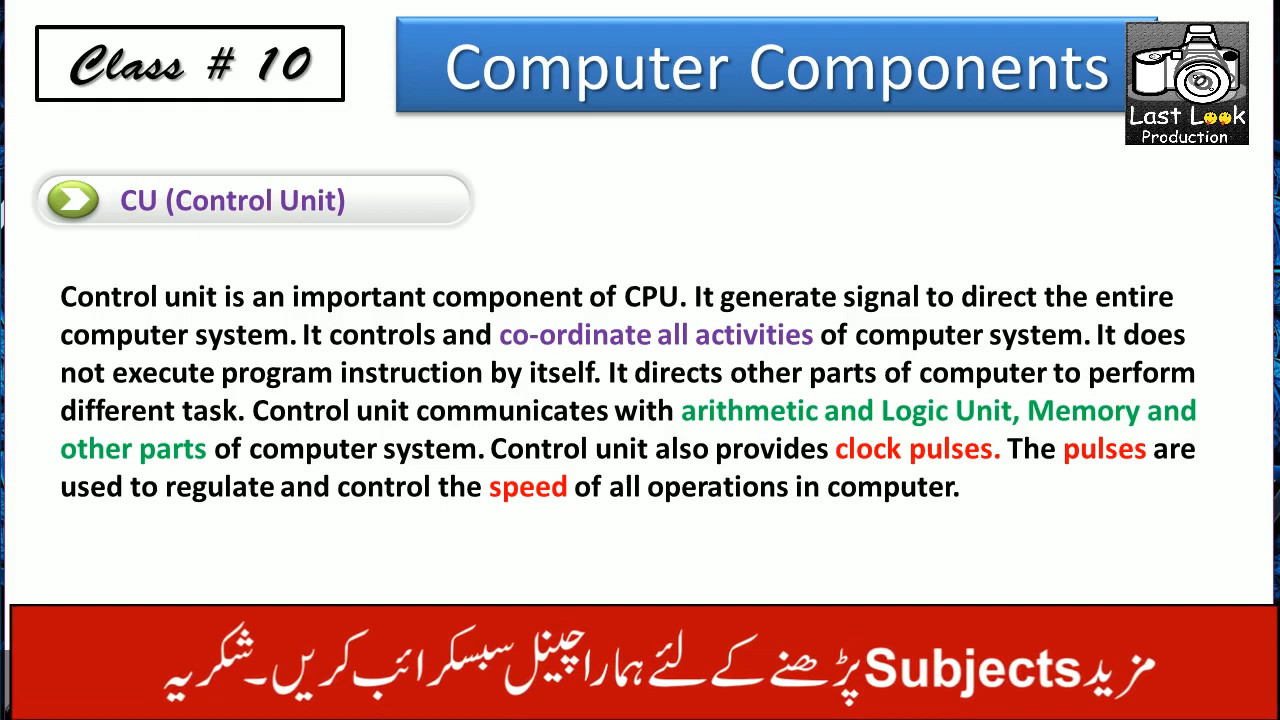 Class # 10
Computer Components
Last Look
Production
CU (Control Unit)
Control unit is an important component of CPU. It generate signal to direct the entire
computer system. It controls and co-ordinate all activities of computer system. It does
not execute program instruction by itself. It directs other parts of computer to perform
different task. Control unit communicates with arithmetic and Logic Unit, Memory and
other parts of computer system. Control unit also provides clock pulses. The pulses are
used to regulate and control the speed of all operations in computer.
مزید Subjects پڑھنے کے لئے ہمارا چینل سبسکرائب کریں۔ شکریہ